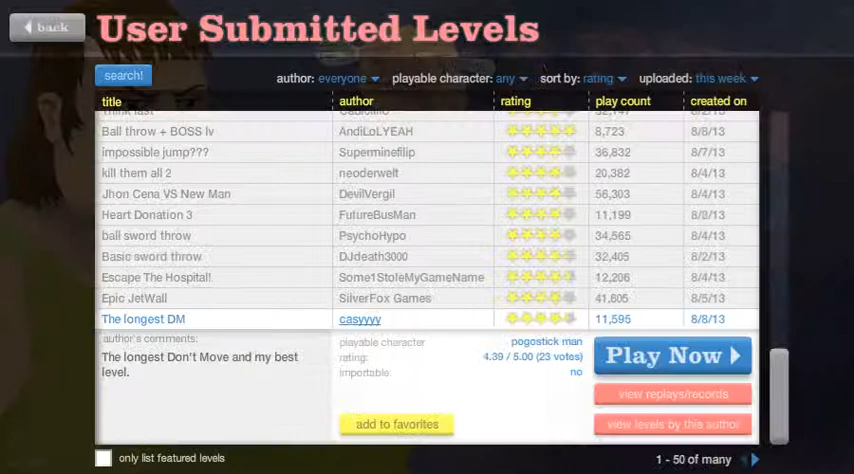 back
User Submitted Levels
search!
author: everyone playable character: any sort by: rating uploaded: this week
title author rating play count created on
Think fast
Ball throw + BOSS lv AndiLoLYEAH 8,723 8/8/13
impossible jump??? Superminefilip 36,832 8/7/13
kill them all 2 neoderwelt 20,382 8/4/13
Jhon Cena VS New Man DevilVergil 56,303 8/4/13
Heart Donation 3 FutureBusMan 11,199 8/8/13
ball sword throw PsychoHypo 34,565 8/2/13
Basic sword throw DJdeath3000 32,405 8/2/13
Escape The Hospital! Some1StoleMyGameName 12,206 8/4/13
Epic JetWall SilverFox Games 41,605 8/5/13
The longest DM casyyyy 11,595 8/8/13
author's comments:
The longest Don't Move and my best
level.
playable character pogostick man
rating: 4.39 / 5.00 (23 votes)
importable: no
Play Now
view replays/records
add to favorites
view levels by this author
only list featured levels
1 - 50 of many